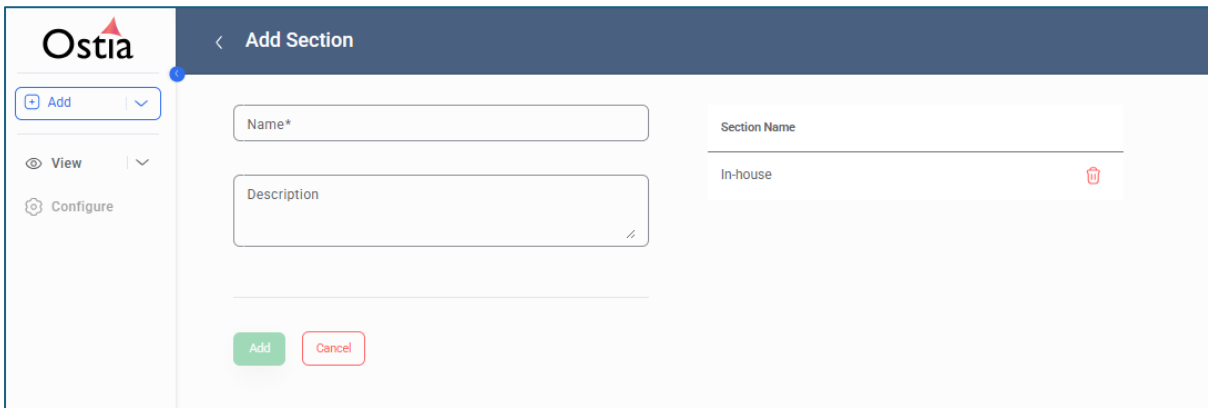 Ostia
Add
View
Configure
Add Section
Name*
Description
Add
Cancel
Section Name
In-house